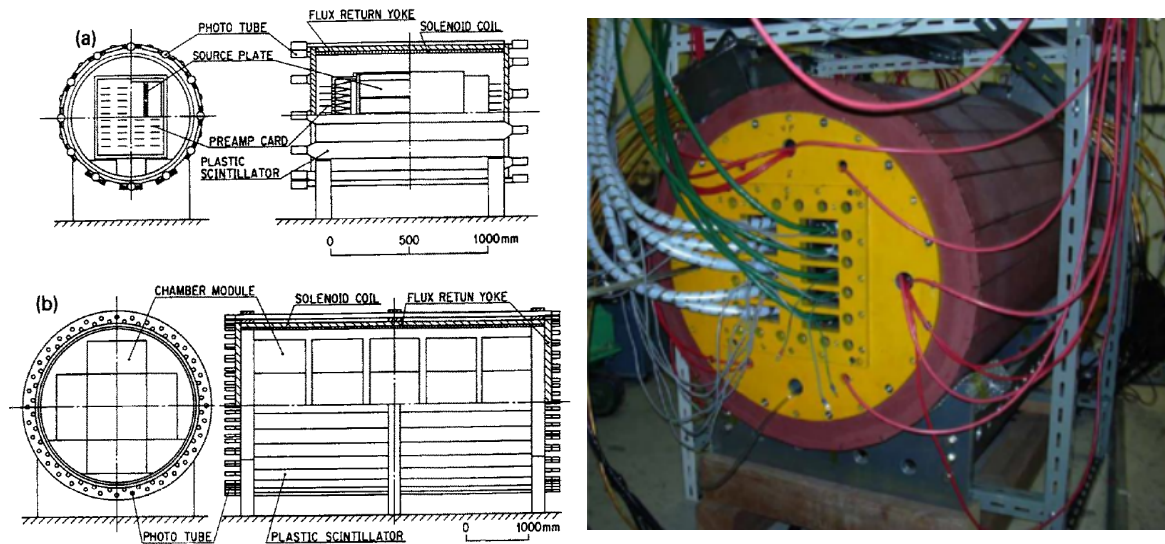 (a)
PHOTO TUBE
FLUX RETURN YOKE
SOLENOID COIL
SOURCE PLATE
PREAMP CARD
PLASTIC
SCINTILLATOR
0 500 1000mm
(b)
CHAMBER MODULE
SOLENOID COIL
FLUX RETUN YOKE
PHOTO TUBE
PLASTIC SCINTILLATOR
0 1000mm